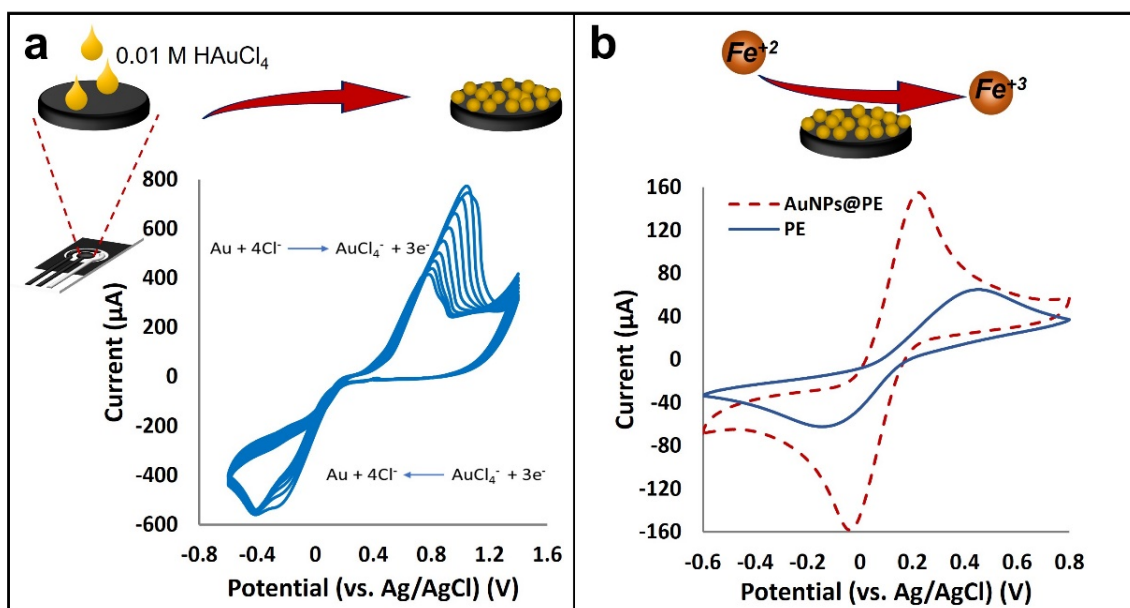 a
0.01 M HAuCl₄
800
600
400
200
0
-200
-400
-600
Current (µA)
Au + 4Cl⁻ → AuCl₄⁻ + 3e⁻
Au + 4Cl⁻ ← AuCl₄⁻ + 3e⁻
-0.8 -0.4 0 0.4 0.8 1.2 1.6
Potential (vs. Ag/AgCl) (V)
b
Fe⁺²
Fe⁺³
160
120
80
40
0
-40
-80
-120
-160
Current (µA)
AuNPs@PE
PE
-0.6 -0.4 -0.2 0 0.2 0.4 0.6 0.8
Potential (vs. Ag/AgCl) (V)